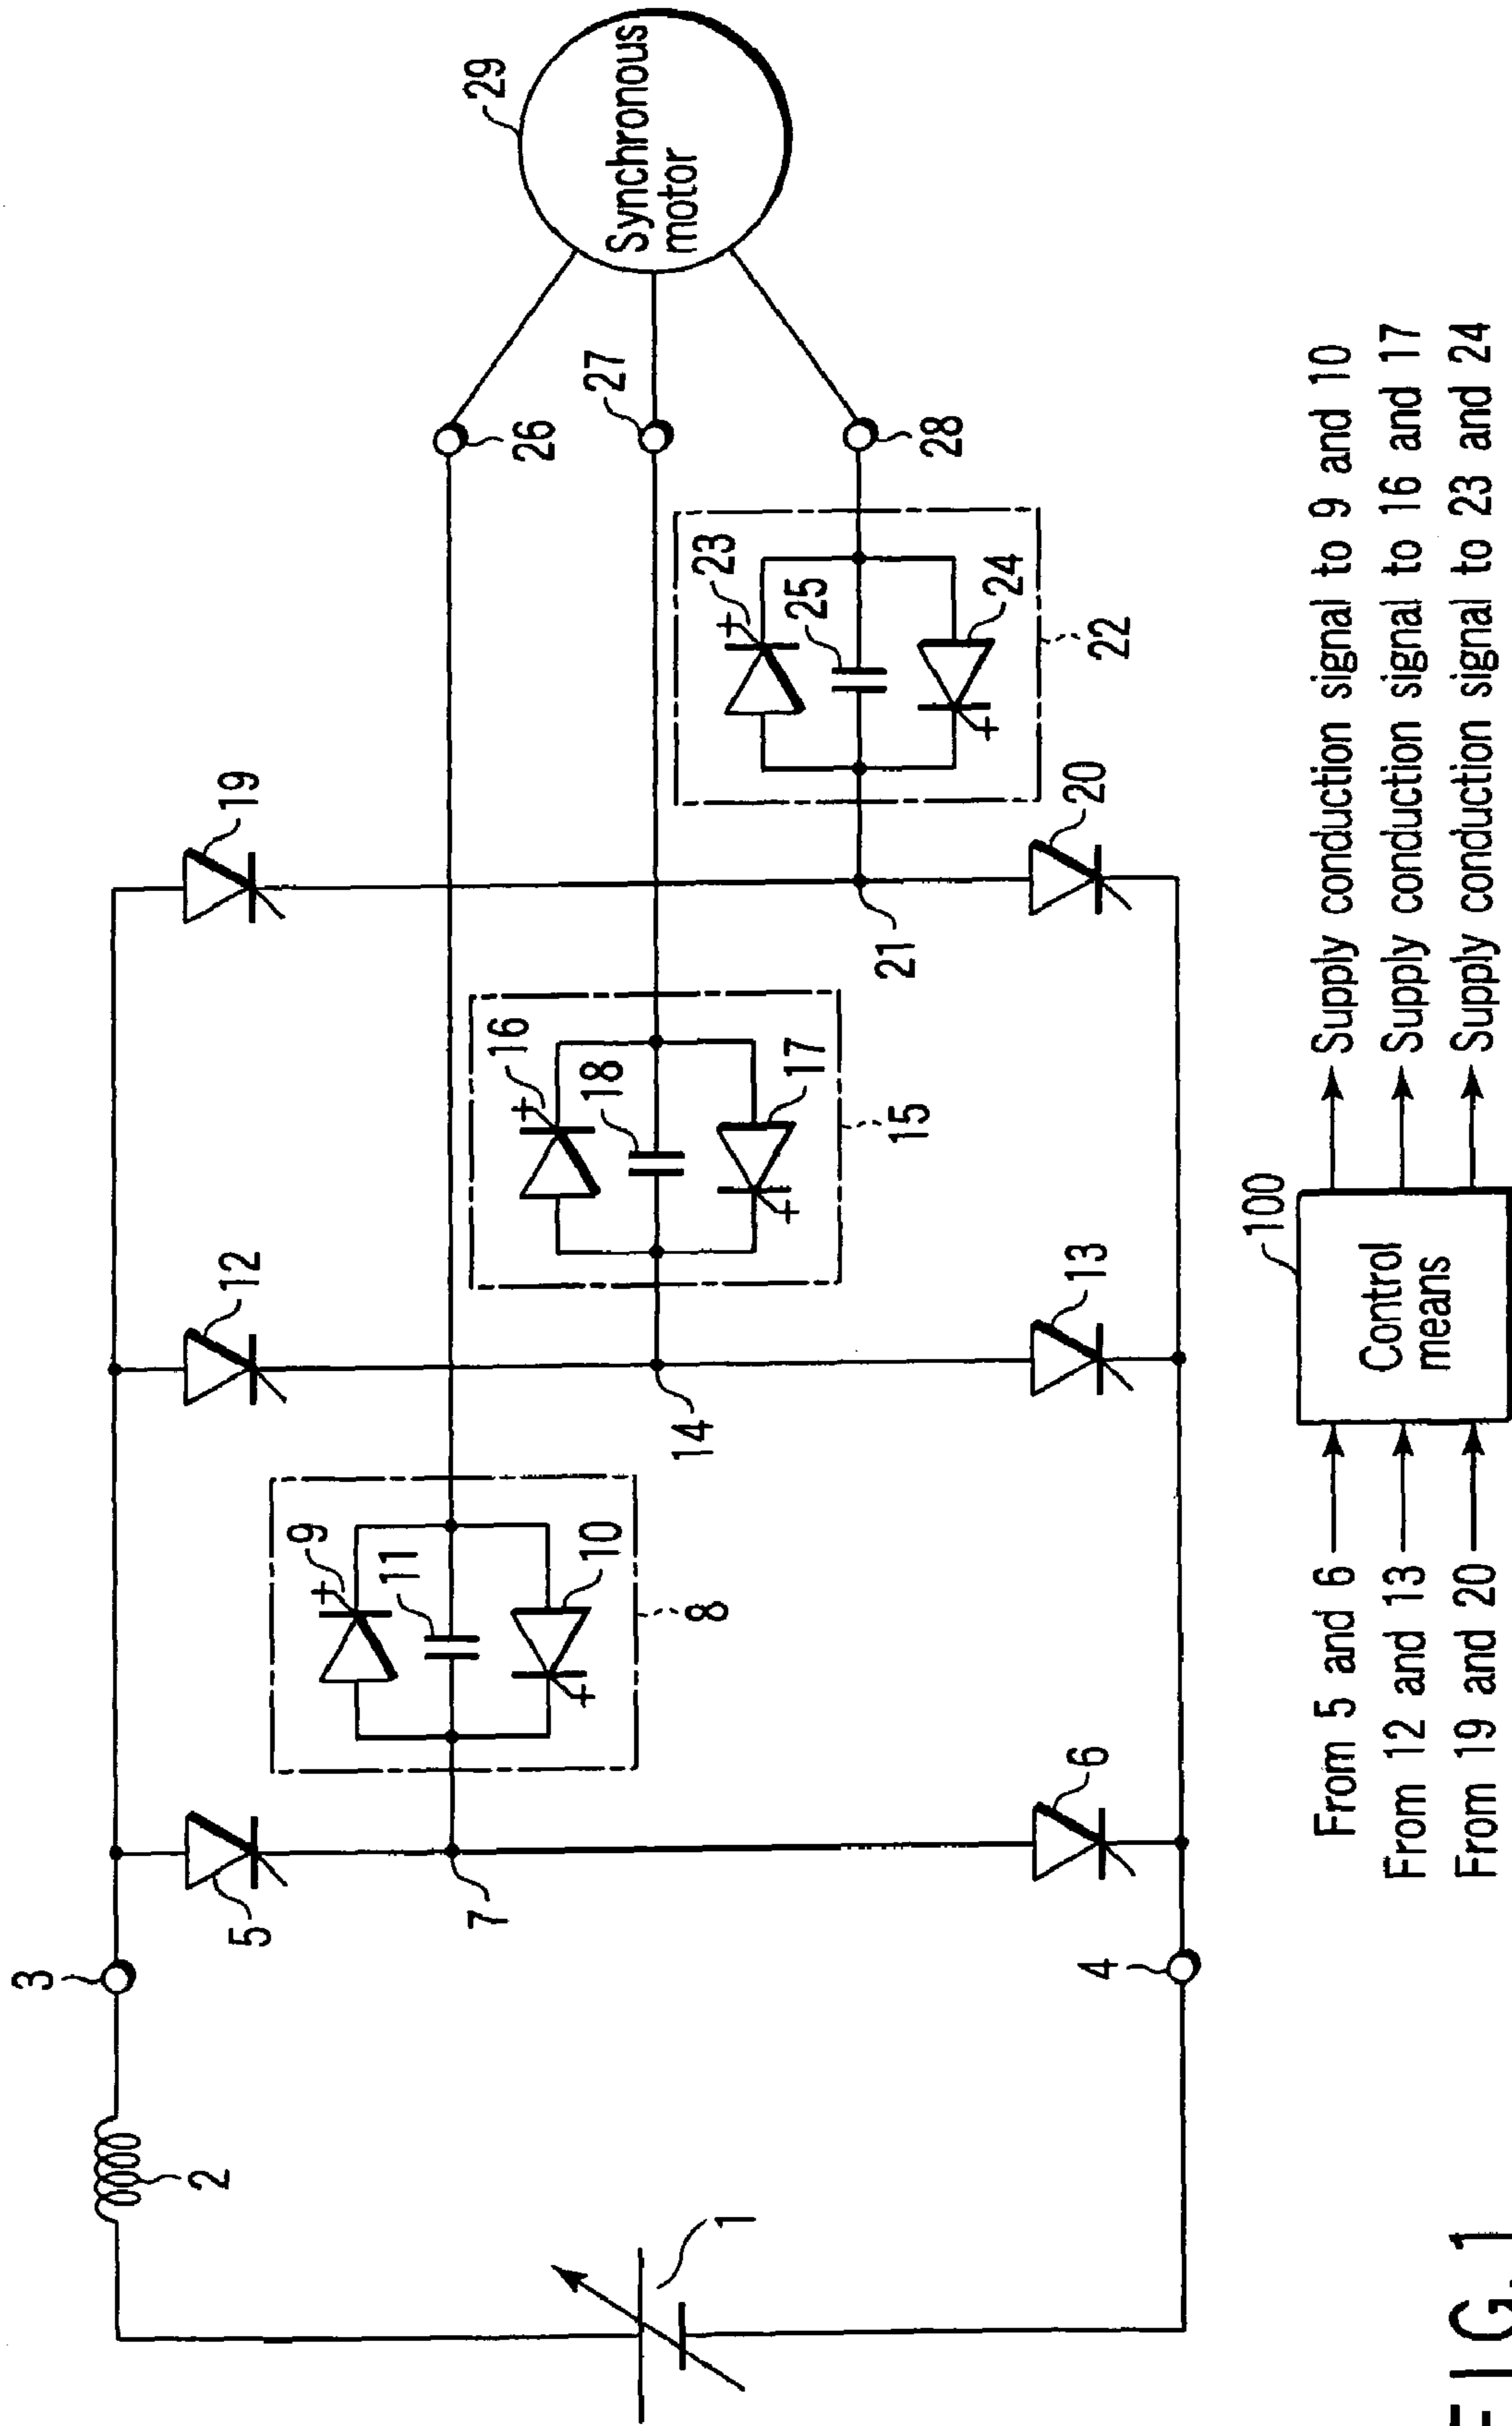 3
2
1
4
5
7
6
9
11
10
8
12
14
13
16
18
17
15
19
21
20
23
25
24
22
26
27
28
29
Synchronous
motor
100
Control
means
From 5 and 6
From 12 and 13
From 19 and 20
Supply conduction signal to 9 and 10
Supply conduction signal to 16 and 17
Supply conduction signal to 23 and 24
FIG. 1